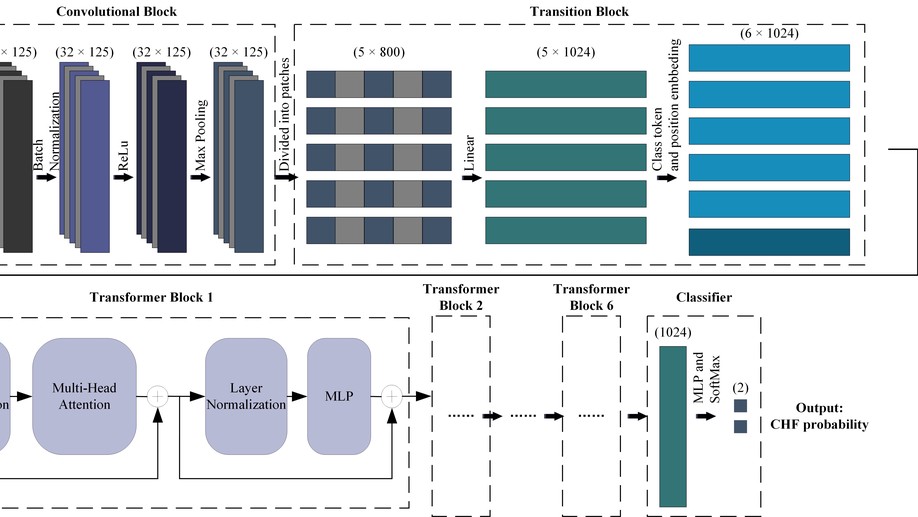 Convolutional Block
Transition Block
× 125)
(32 × 125)
(32 × 125)
(32 × 125)
(5 × 800)
(5 × 1024)
(6 × 1024)
Batch
Normalization
ReLu
Max Pooling
Divided into patches
Linear
Class token
and position embbeding
Transformer Block 1
Transformer
Block 2
Transformer
Block 6
Classifier
on
Multi-Head
Attention
Layer
Normalization
MLP
......
......
......
(1024)
MLP and
SoftMax
(2)
Output:
CHF probability